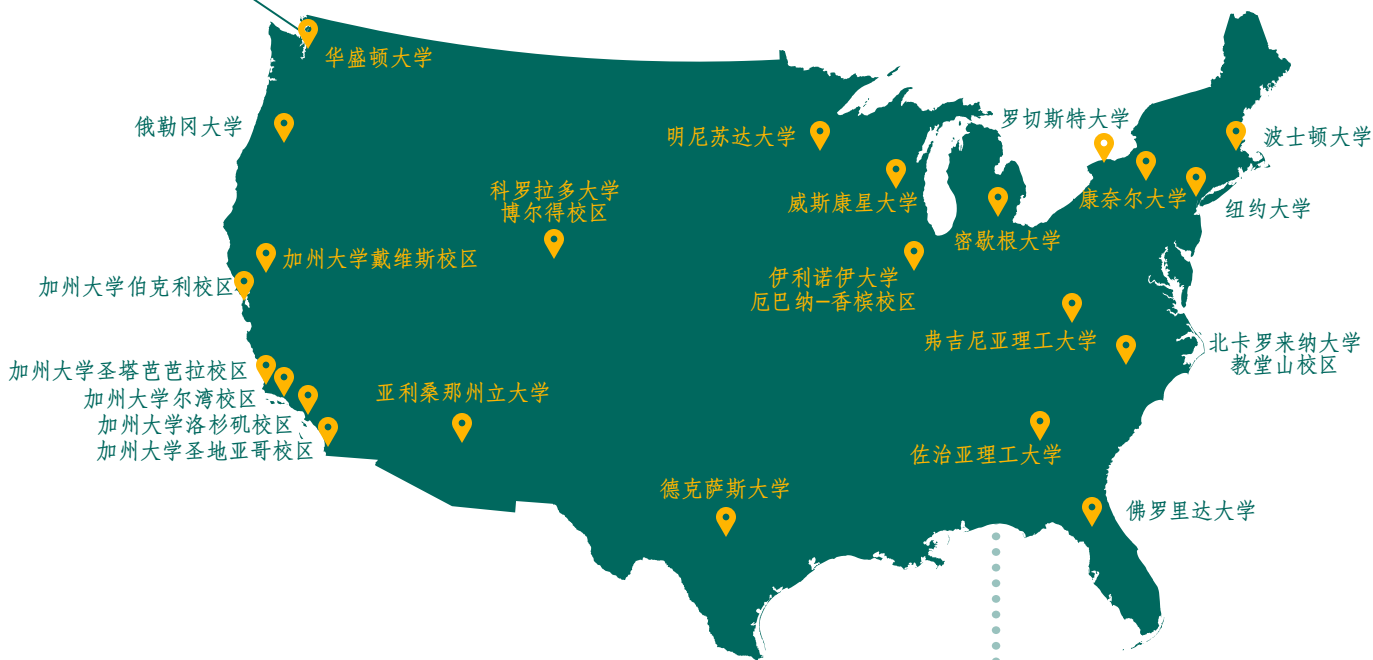 华盛顿大学
俄勒冈大学
明尼苏达大学
罗切斯特大学
波士顿大学
科罗拉多大学
博尔得校区
威斯康星大学
康奈尔大学
纽约大学
密歇根大学
加州大学戴维斯校区
加州大学伯克利校区
伊利诺伊大学
厄巴纳—香槟校区
弗吉尼亚理工大学
北卡罗来纳大学
教堂山校区
加州大学圣塔芭芭拉校区
加州大学尔湾校区
加州大学洛杉矶校区
加州大学圣地亚哥校区
亚利桑那州立大学
佐治亚理工大学
德克萨斯大学
佛罗里达大学